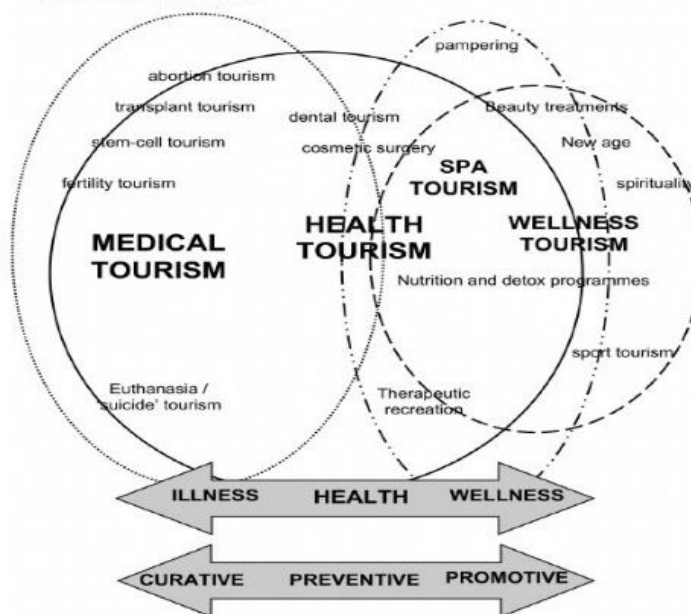 pampering
abortion tourism
transplant tourism
dental tourism
Beauty treatments
stem-cell tourism
cosmetic surgery
New age
SPA
TOURISM
fertility tourism
spirituality
MEDICAL
TOURISM
HEALTH
TOURISM
WELLNESS
TOURISM
Nutrition and detox programmes
sport tourism
Euthanasia /
'suicide' tourism
Therapeutic
recreation
ILLNESS HEALTH WELLNESS
CURATIVE PREVENTIVE PROMOTIVE